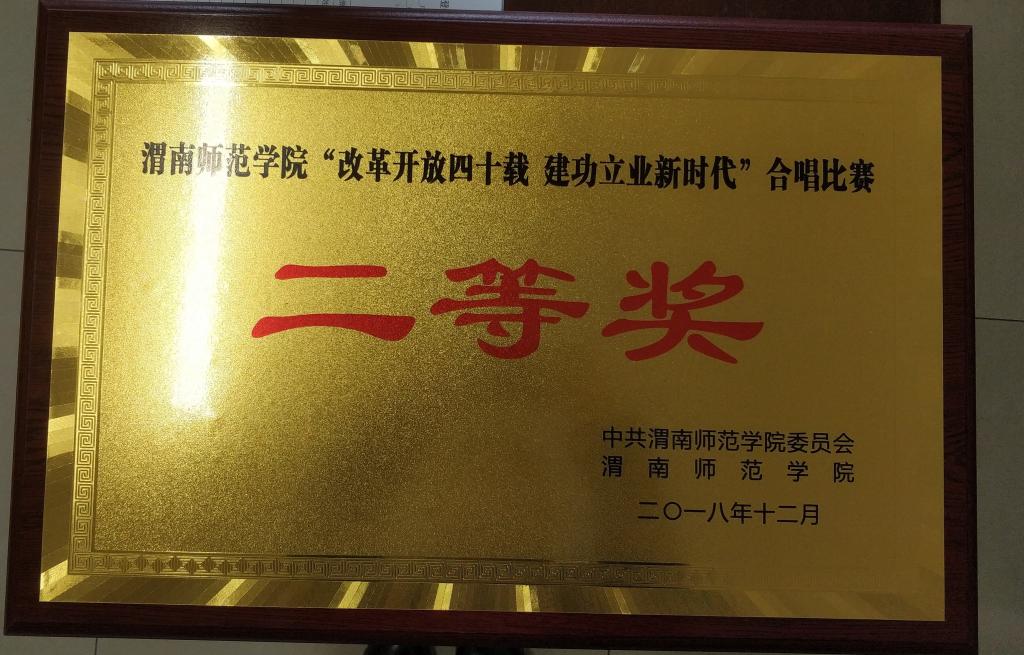 渭南师范学院“改革开放四十载 建功立业新时代”合唱比赛
二等奖
中共渭南师范学院委员会
渭南师范学院
二〇一八年十二月